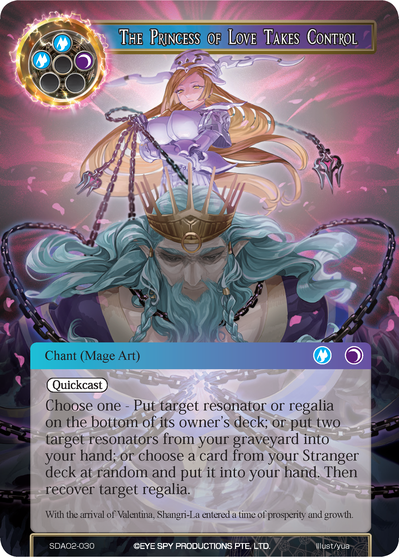 The Princess of Love Takes Control
Chant (Mage Art)
Quickcast
Choose one - Put target resonator or regalia
on the bottom of its owner's deck; or put two
target resonators from your graveyard into
your hand; or choose a card from your Stranger
deck at random and put it into your hand. Then
recover target regalia.
With the arrival of Valentina, Shangri-La entered a time of prosperity and growth.
SDAO2-030
©EYE SPY PRODUCTIONS PTE. LTD.
Illust/yua